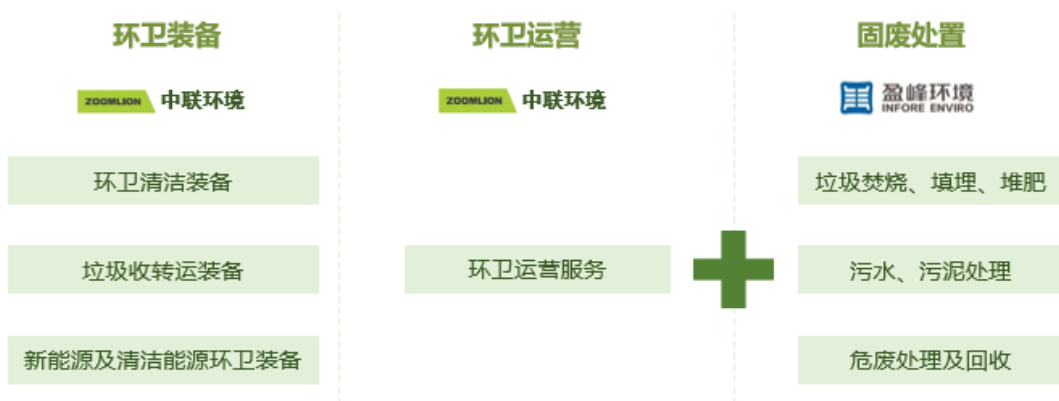 环卫装备
ZOOMLION 中联环境
环卫清洁装备
垃圾收转运装备
新能源及清洁能源环卫装备
环卫运营
ZOOMLION 中联环境
环卫运营服务
固废处置
盈峰环境
INFORE ENVIRO
垃圾焚烧、填埋、堆肥
污水、污泥处理
危废处理及回收